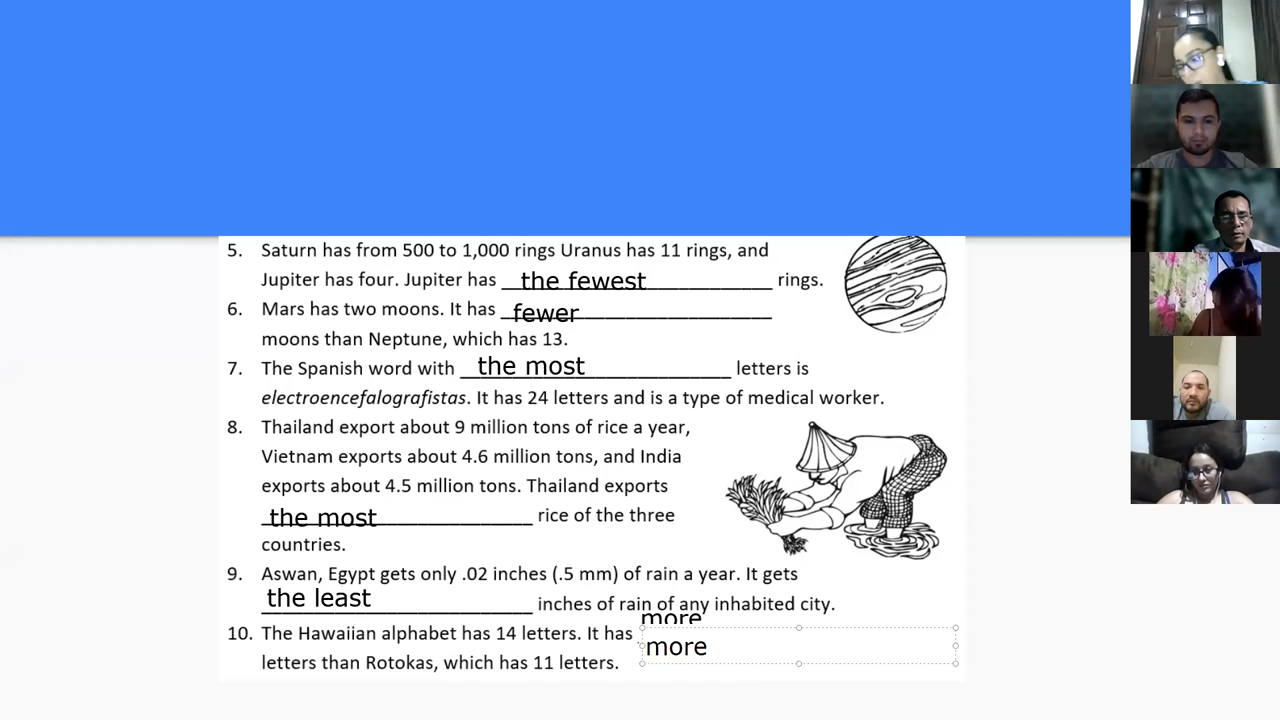 5. Saturn has from 500 to 1,000 rings Uranus has 11 rings, and
Jupiter has four. Jupiter has the fewest rings.
6. Mars has two moons. It has fewer
moons than Neptune, which has 13.
7. The Spanish word with the most letters is
electroencefalografistas. It has 24 letters and is a type of medical worker.
8. Thailand export about 9 million tons of rice a year,
Vietnam exports about 4.6 million tons, and India
exports about 4.5 million tons. Thailand exports
the most rice of the three
countries.
9. Aswan, Egypt gets only .02 inches (.5 mm) of rain a year. It gets
the least inches of rain of any inhabited city.
more
10. The Hawaiian alphabet has 14 letters. It has more
letters than Rotokas, which has 11 letters.